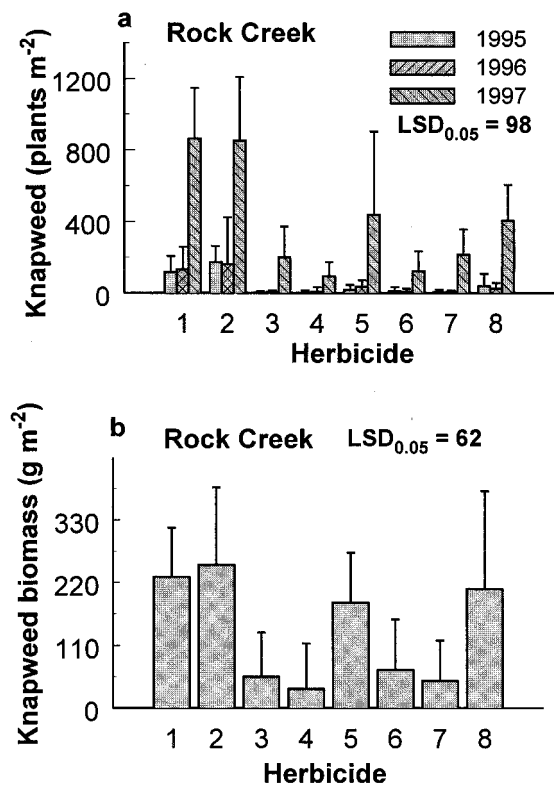 a
Rock Creek
1995
1996
1997
LSD0.05 = 98
Knapweed (plants m-2)
1200
800
400
0
1 2 3 4 5 6 7 8
Herbicide
b
Rock Creek LSD0.05 = 62
Knapweed biomass (g m-2)
330
220
110
0
1 2 3 4 5 6 7 8
Herbicide